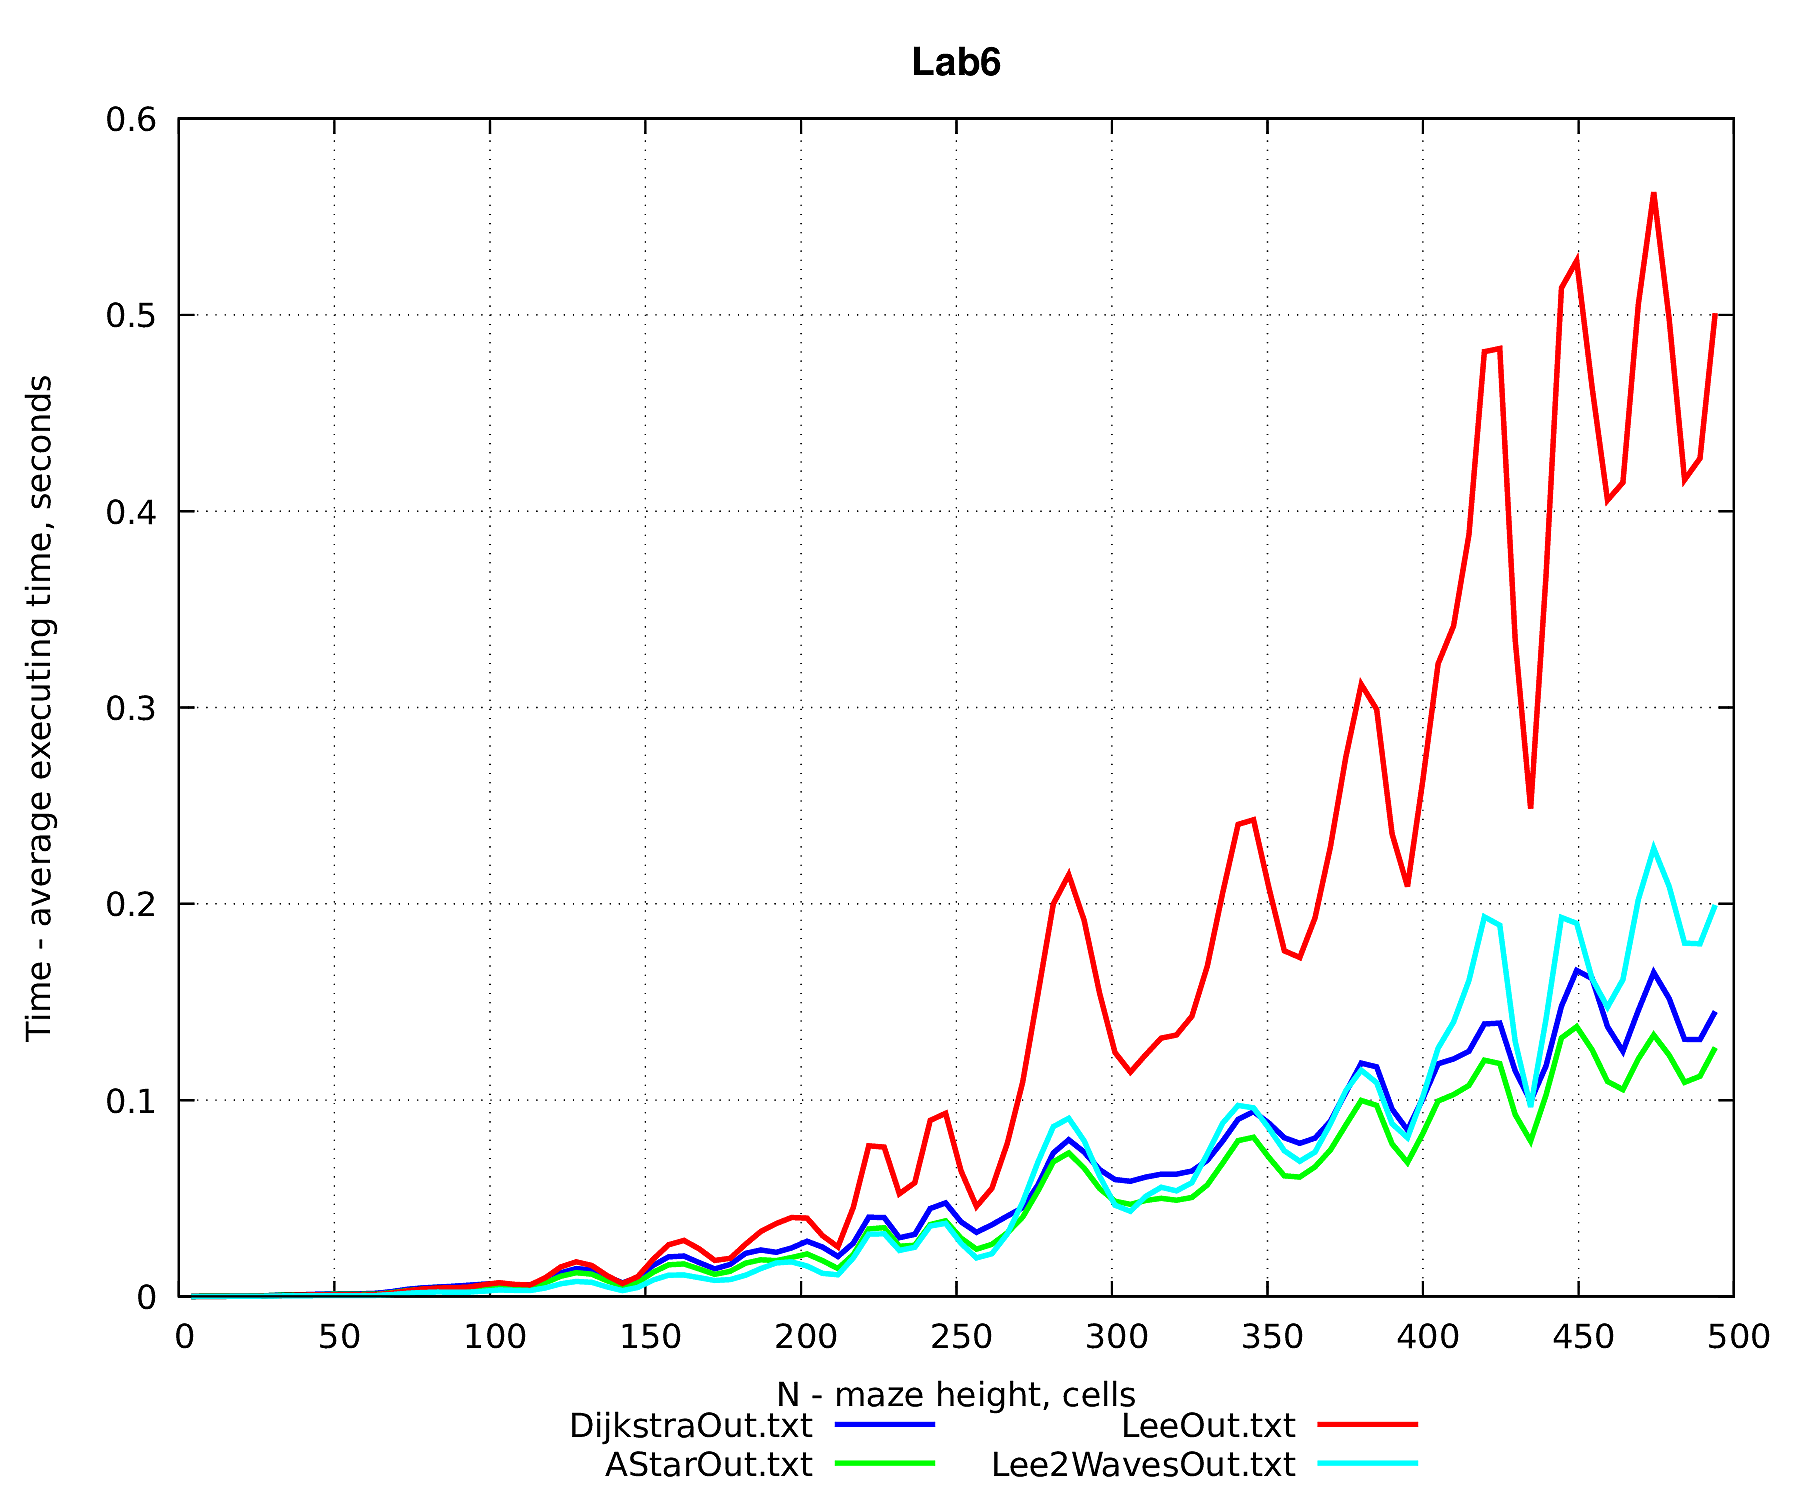 Lab6
0.6
0.5
0.4
0.3
0.2
0.1
0
Time - average executing time, seconds
0 50 100 150 200 250 300 350 400 450 500
N - maze height, cells
DijkstraOut.txt LeeOut.txt
AStarOut.txt Lee2WavesOut.txt